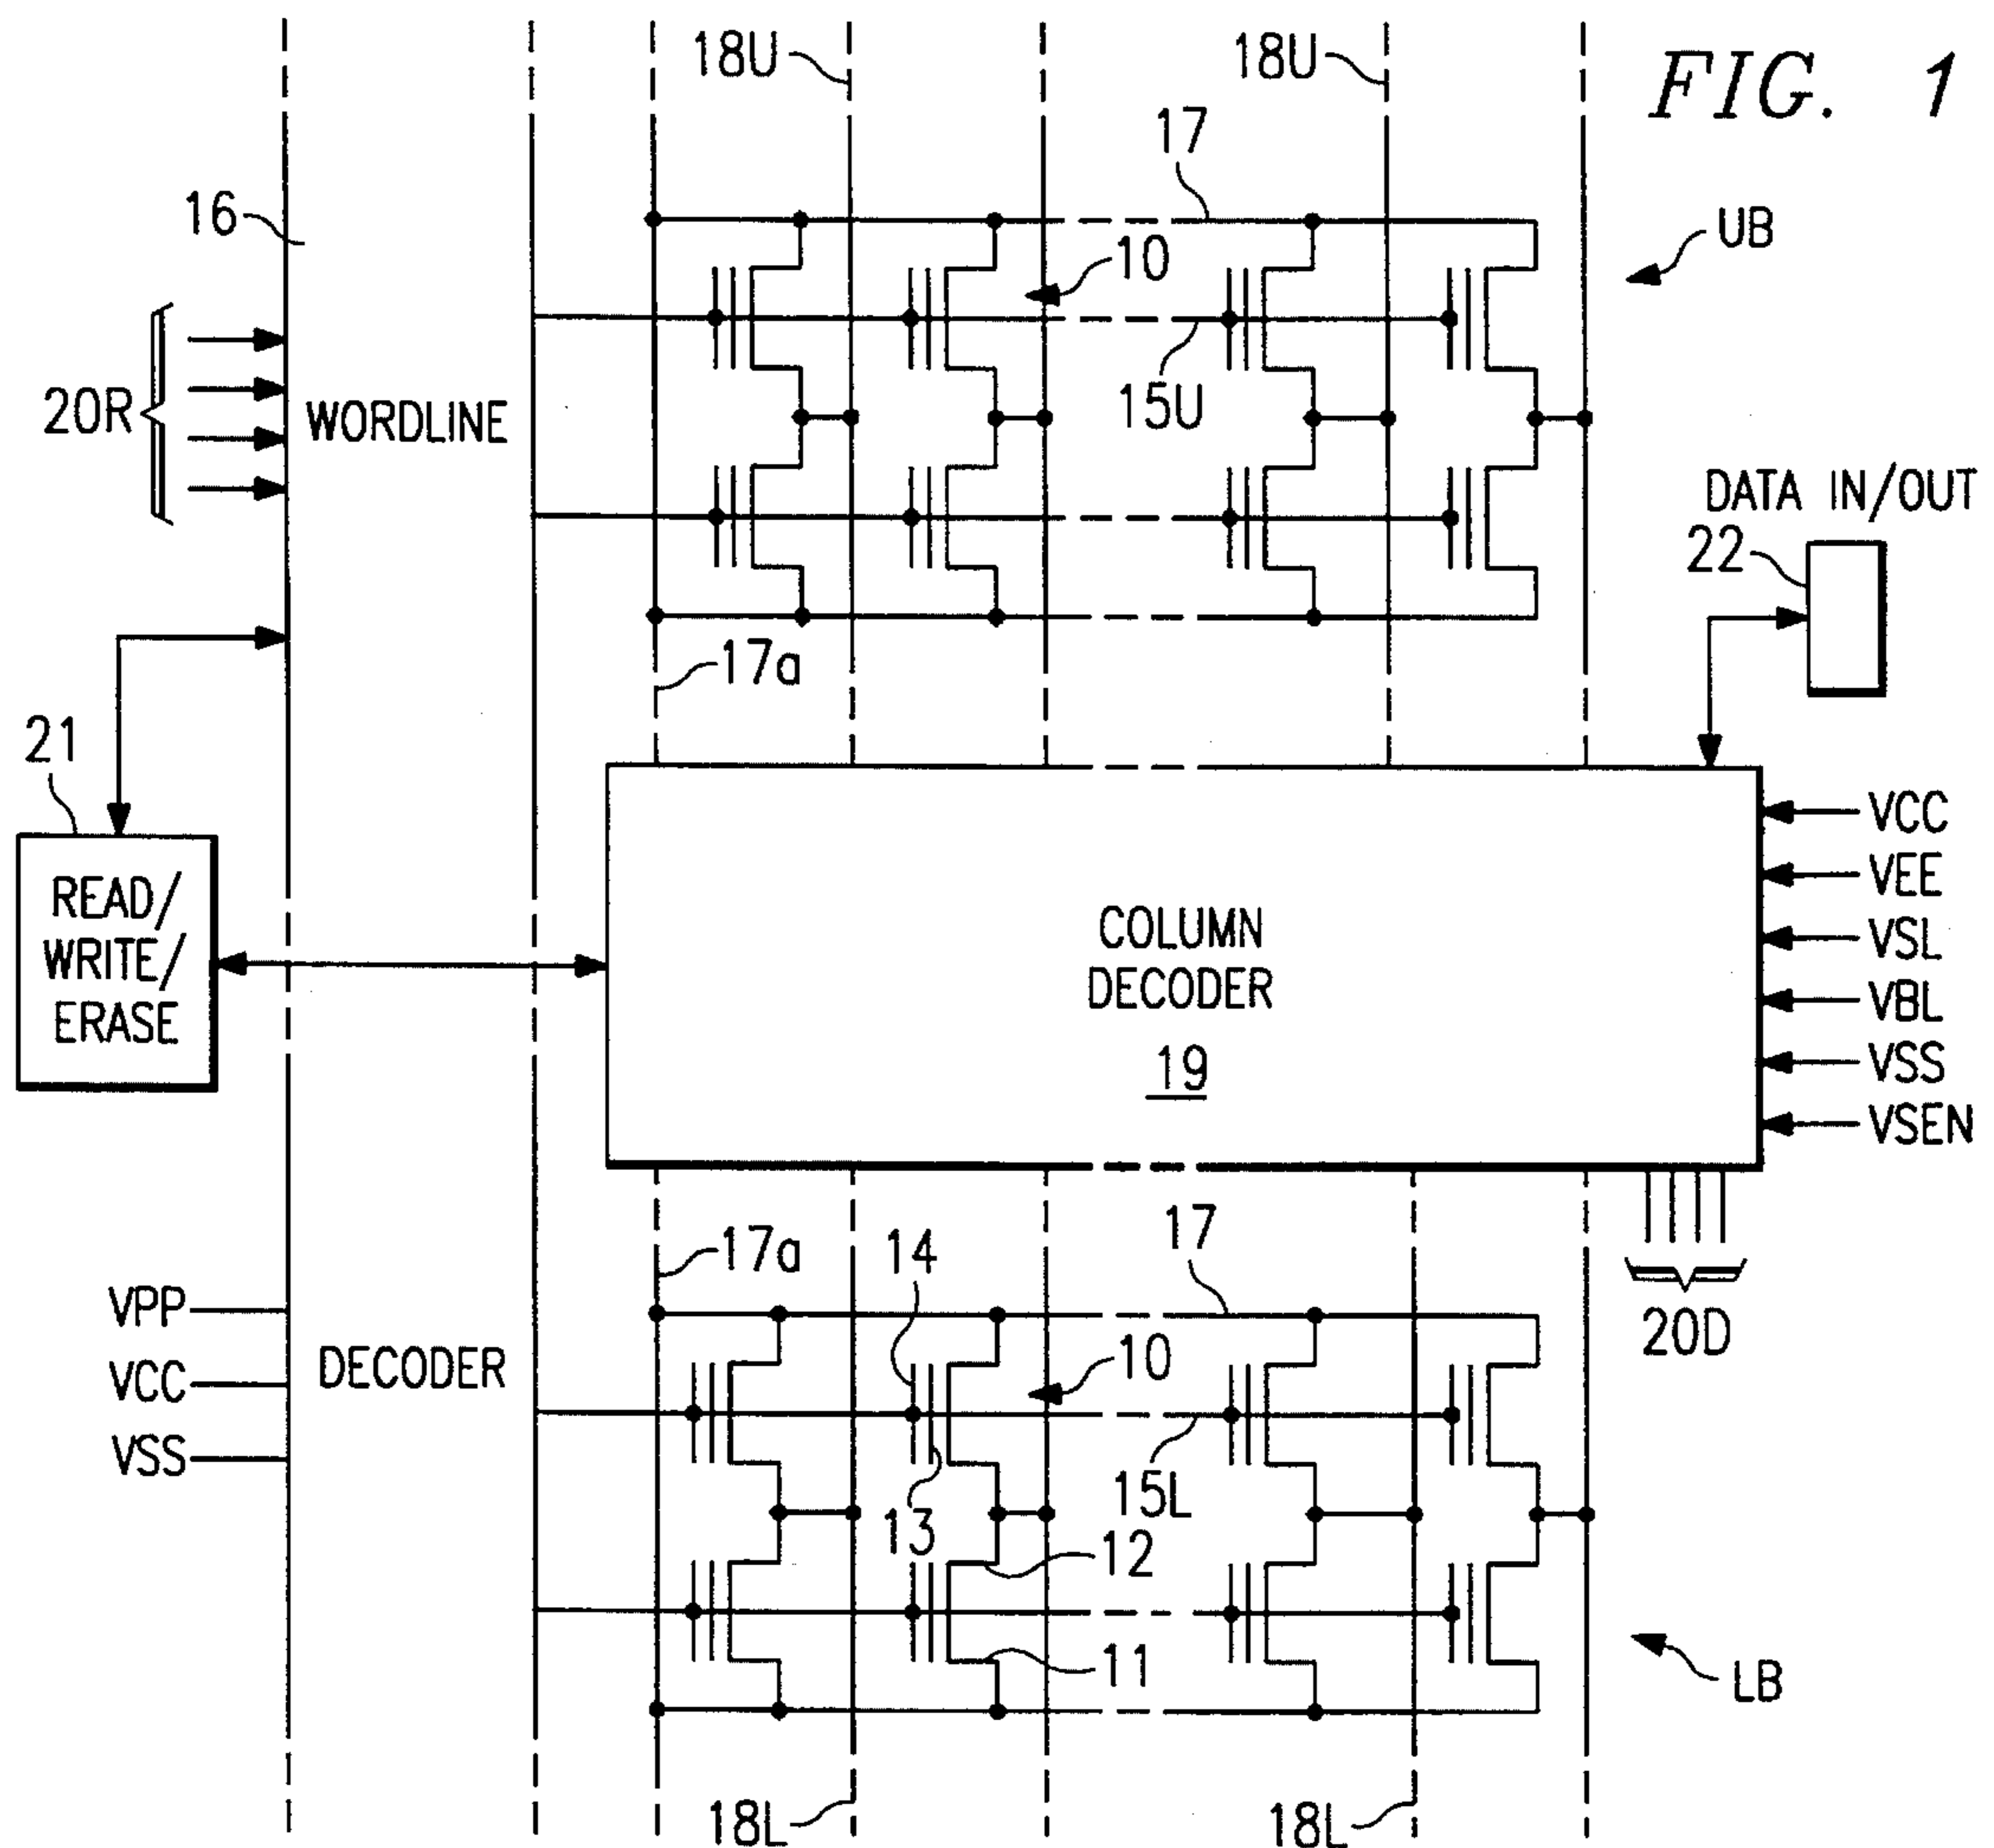 18U
18U
FIG. 1
17
16
UB
10
20R
WORDLINE
15U
DATA IN/OUT
22
17a
21
VCC
READ/
WRITE/
ERASE
VEE
COLUMN
DECODER
VSL
VBL
19
VSS
VSEN
17a
14
17
VPP
20D
DECODER
10
VCC
VSS
15L
13
12
11
LB
18L
18L